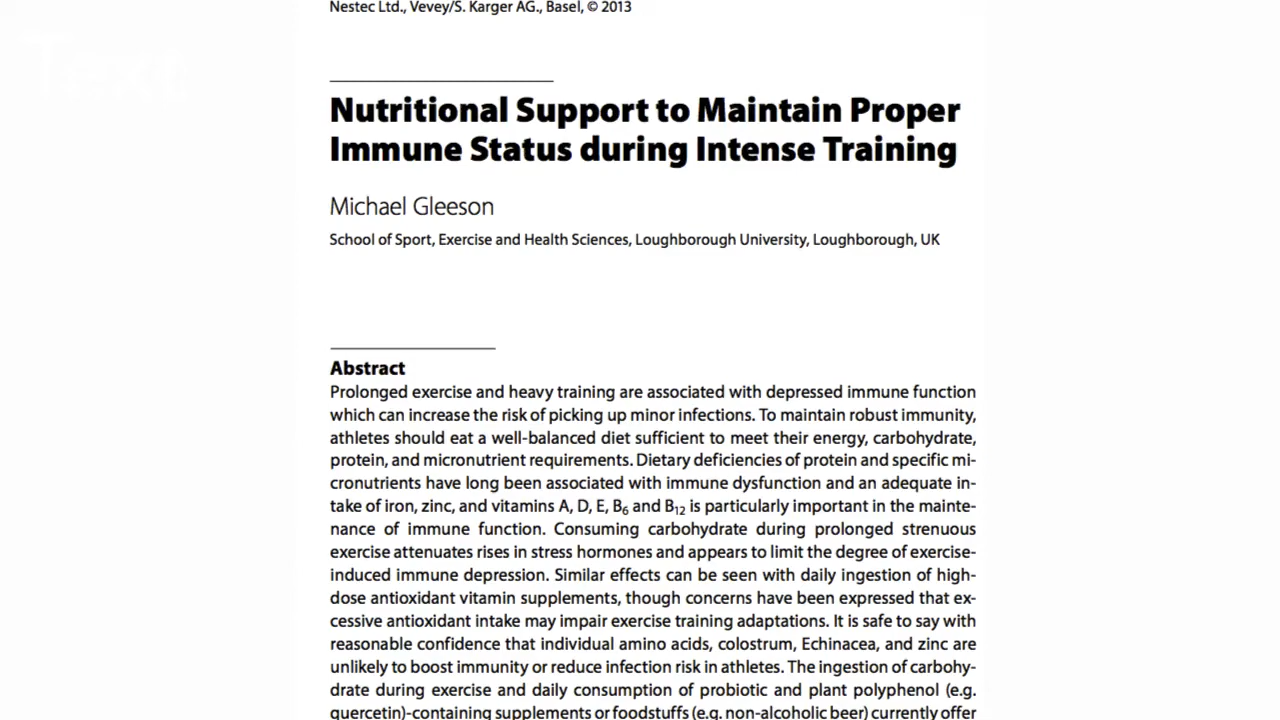 Nestec Ltd., Vevey/S. Karger AG., Basel, © 2013
Text
Nutritional Support to Maintain Proper
Immune Status during Intense Training
Michael Gleeson
School of Sport, Exercise and Health Sciences, Loughborough University, Loughborough, UK
Abstract
Prolonged exercise and heavy training are associated with depressed immune function
which can increase the risk of picking up minor infections. To maintain robust immunity,
athletes should eat a well-balanced diet sufficient to meet their energy, carbohydrate,
protein, and micronutrient requirements. Dietary deficiencies of protein and specific mi-
cronutrients have long been associated with immune dysfunction and an adequate in-
take of iron, zinc, and vitamins A, D, E, B₆ and B₁₂ is particularly important in the mainte-
nance of immune function. Consuming carbohydrate during prolonged strenuous
exercise attenuates rises in stress hormones and appears to limit the degree of exercise-
induced immune depression. Similar effects can be seen with daily ingestion of high-
dose antioxidant vitamin supplements, though concerns have been expressed that ex-
cessive antioxidant intake may impair exercise training adaptations. It is safe to say with
reasonable confidence that individual amino acids, colostrum, Echinacea, and zinc are
unlikely to boost immunity or reduce infection risk in athletes. The ingestion of carbohy-
drate during exercise and daily consumption of probiotic and plant polyphenol (e.g.
quercetin)-containing supplements or foodstuffs (e.g. non-alcoholic beer) currently offer